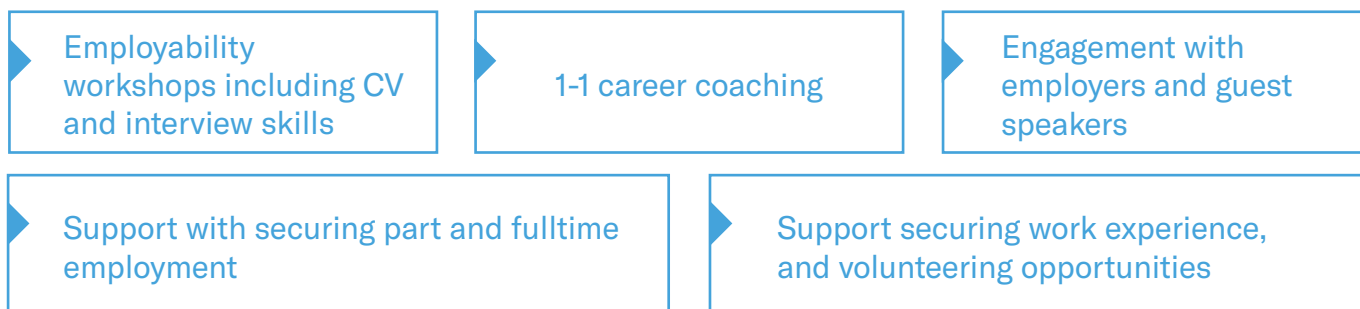 Employability
workshops including CV
and interview skills
1-1 career coaching
Engagement with
employers and guest
speakers
Support with securing part and fulltime
employment
Support securing work experience,
and volunteering opportunities